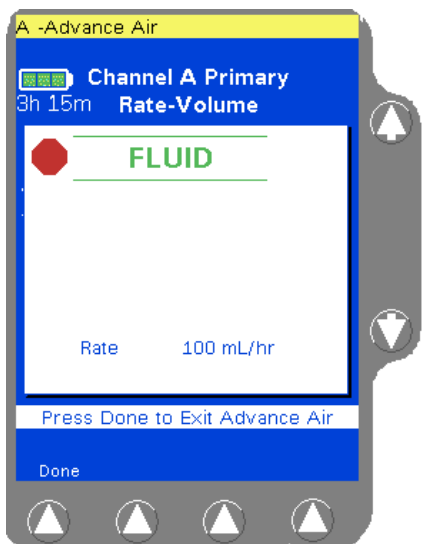 A -Advance Air
Channel A Primary
3h 15m Rate-Volume
FLUID
Rate 100 mL/hr
Press Done to Exit Advance Air
Done